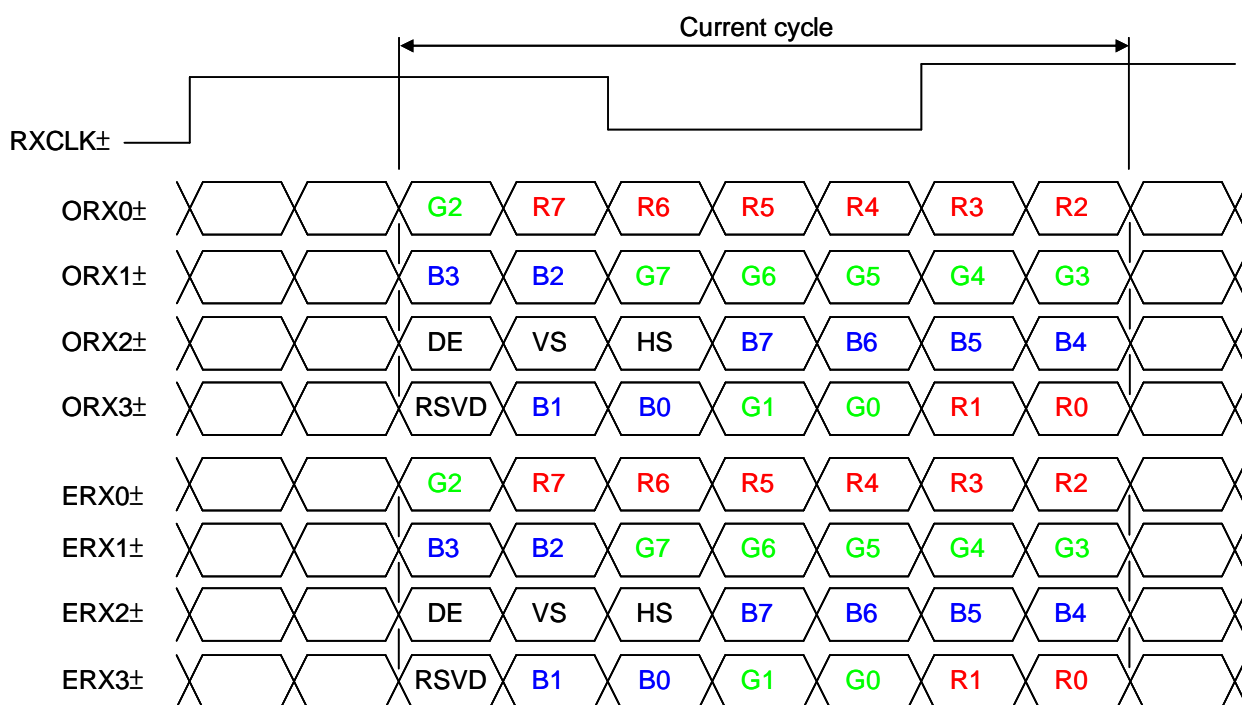 Current cycle
RXCLK±
ORX0± G2 R7 R6 R5 R4 R3 R2
ORX1± B3 B2 G7 G6 G5 G4 G3
ORX2± DE VS HS B7 B6 B5 B4
ORX3± RSVD B1 B0 G1 G0 R1 R0
ERX0± G2 R7 R6 R5 R4 R3 R2
ERX1± B3 B2 G7 G6 G5 G4 G3
ERX2± DE VS HS B7 B6 B5 B4
ERX3± RSVD B1 B0 G1 G0 R1 R0